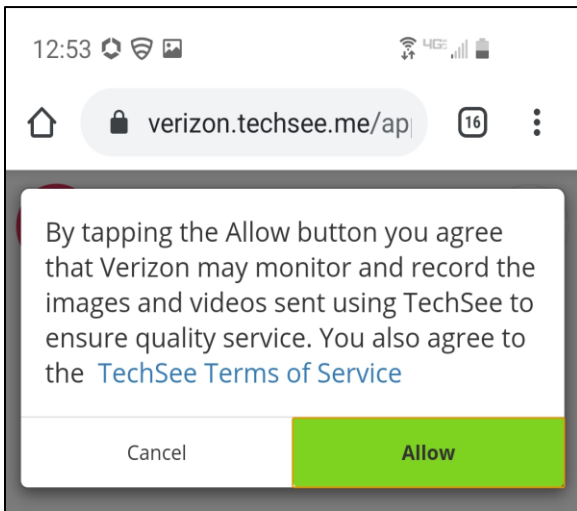 12:53 4GE
verizon.techsee.me/ap
16
By tapping the Allow button you agree
that Verizon may monitor and record the
images and videos sent using TechSee to
ensure quality service. You also agree to
the TechSee Terms of Service
Cancel Allow